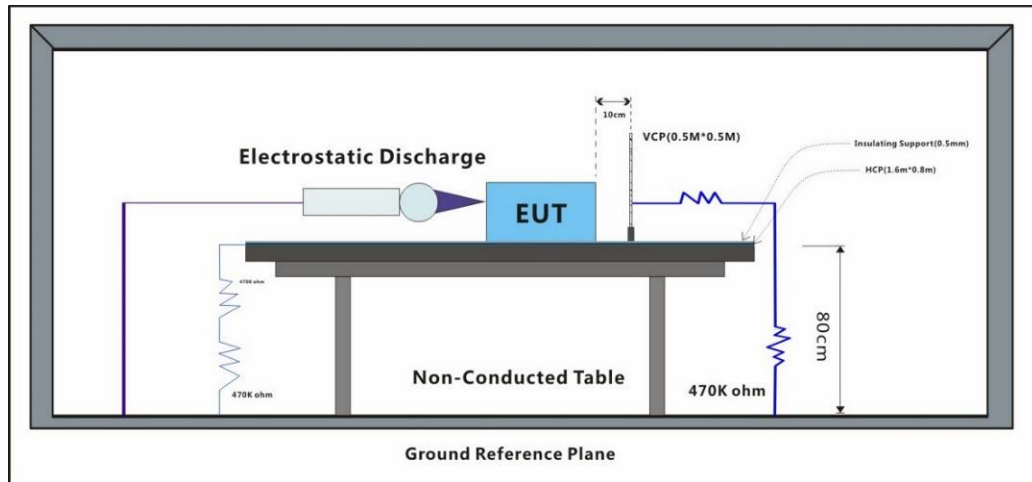 10cm
VCP(0.5M*0.5M)
Insulating Support(0.5mm)
Electrostatic Discharge
HCP(1.6m*0.8m)
EUT
470K ohm
80cm
Non-Conducted Table
470K ohm
470K ohm
Ground Reference Plane